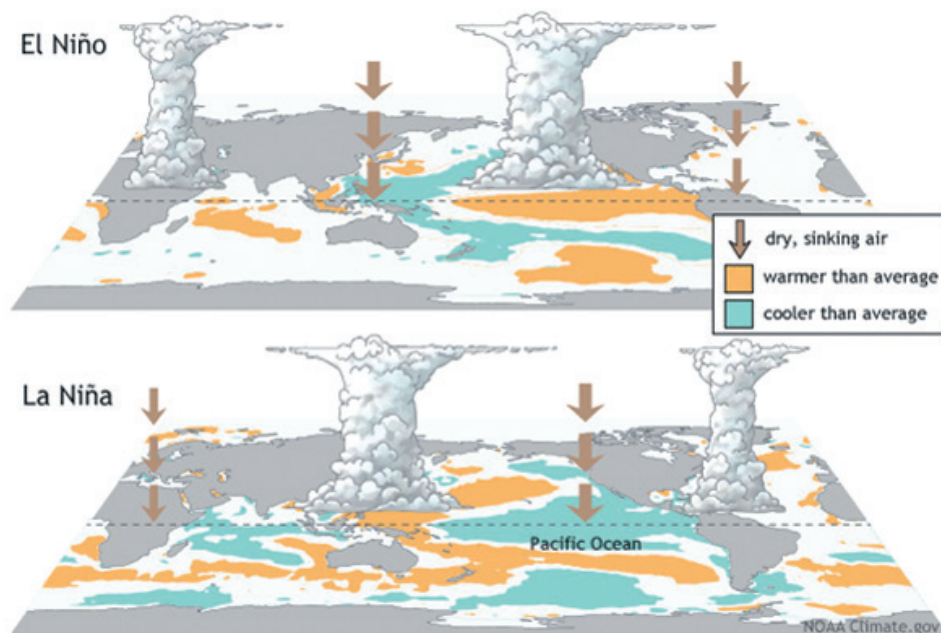 El Niño
dry, sinking air
warmer than average
cooler than average
La Niña
Pacific Ocean
NOAA Climate.gov